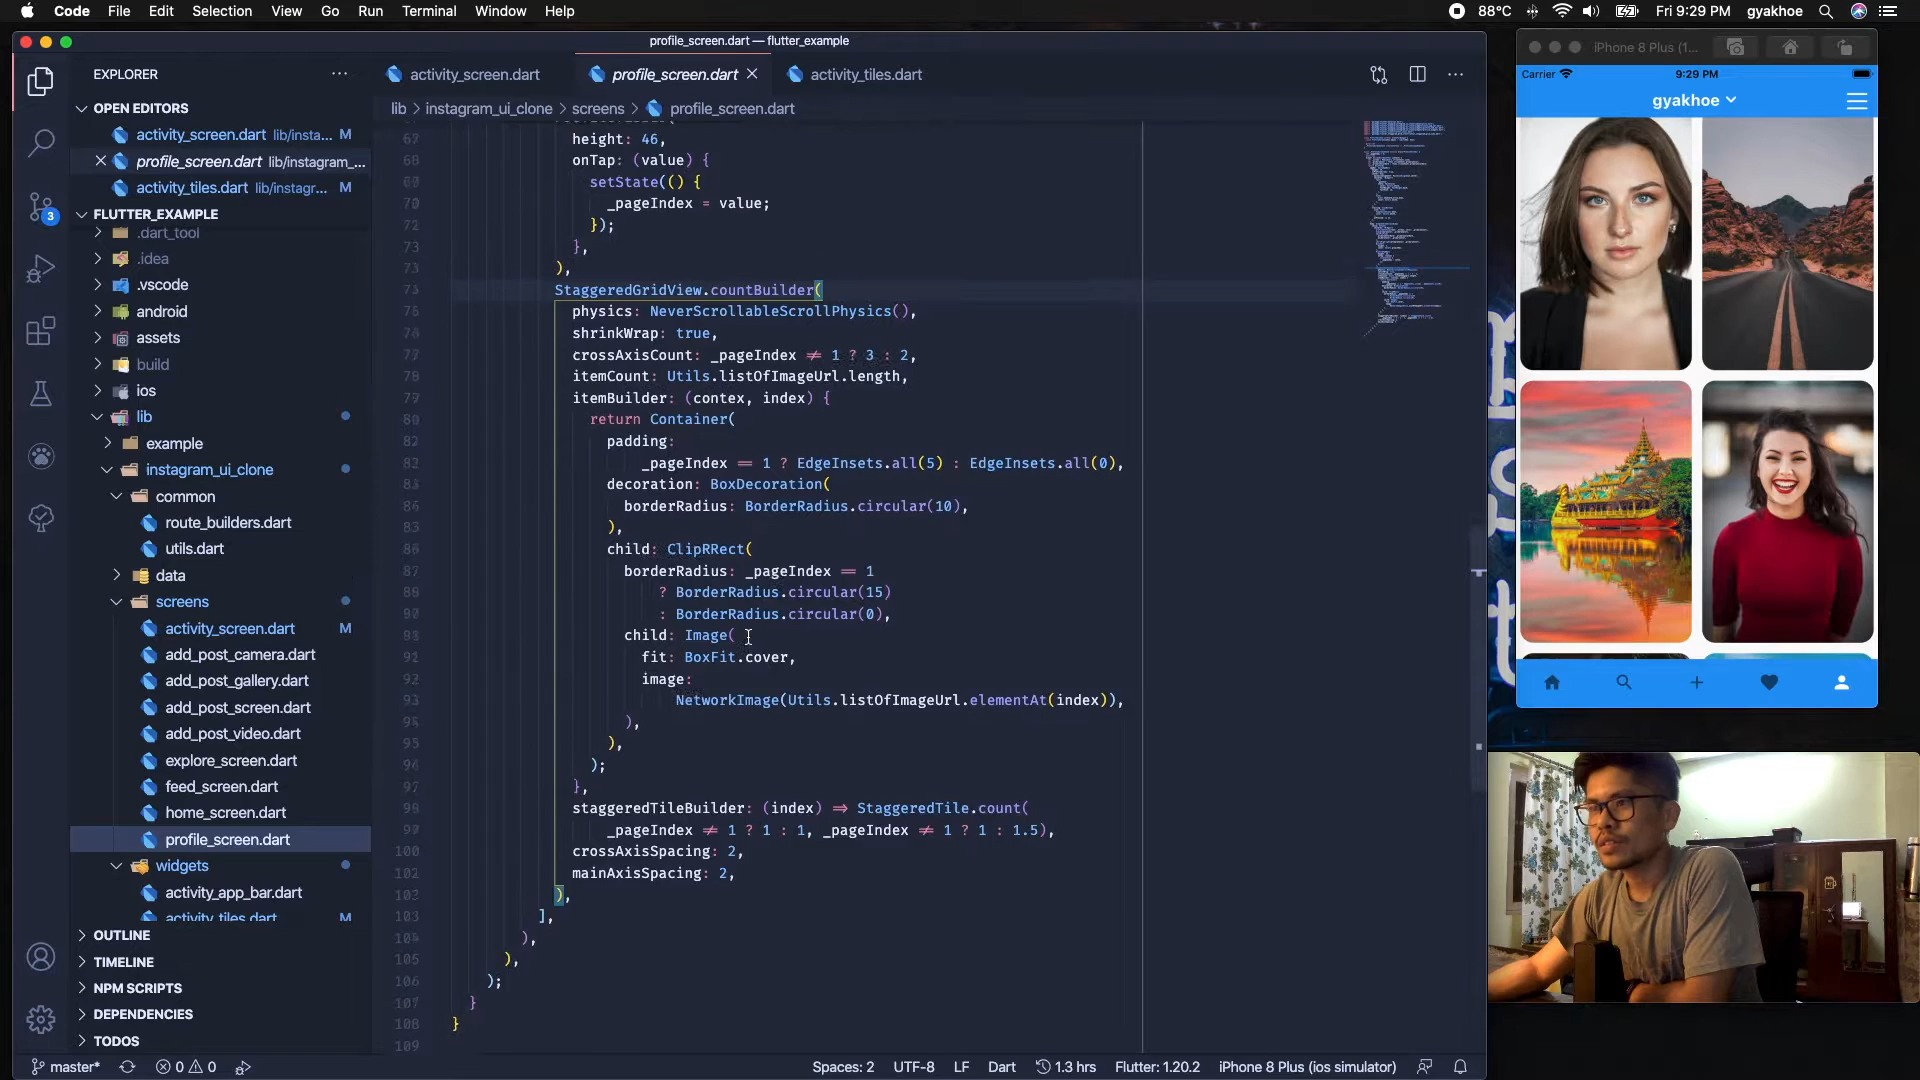 Code File Edit Selection View Go Run Terminal Window Help
88°C Fri 9:29 PM gyakhoe
profile_screen.dart — flutter_example
EXPLORER
OPEN EDITORS
activity_screen.dart lib/insta... M
profile_screen.dart lib/instagram_...
activity_tiles.dart lib/instagr... M
3
FLUTTER_EXAMPLE
.dart_tool
.idea
.vscode
android
assets
build
ios
lib
example
instagram_ui_clone
common
route_builders.dart
utils.dart
data
screens
activity_screen.dart M
add_post_camera.dart
add_post_gallery.dart
add_post_screen.dart
add_post_video.dart
explore_screen.dart
feed_screen.dart
home_screen.dart
profile_screen.dart
widgets
activity_app_bar.dart
activity_tiles.dart M
OUTLINE
TIMELINE
NPM SCRIPTS
DEPENDENCIES
TODOS
activity_screen.dart profile_screen.dart activity_tiles.dart
lib > instagram_ui_clone > screens > profile_screen.dart
height: 46,
onTap: (value) {
setState(() {
_pageIndex = value;
});
},
),
StaggeredGridView.countBuilder(
physics: NeverScrollableScrollPhysics(),
shrinkWrap: true,
crossAxisCount: _pageIndex ≠ 1 ? 3 : 2,
itemCount: Utils.listOfImageUrl.length,
itemBuilder: (contex, index) {
return Container(
padding:
_pageIndex == 1 ? EdgeInsets.all(5) : EdgeInsets.all(0),
decoration: BoxDecoration(
borderRadius: BorderRadius.circular(10),
),
child: ClipRRect(
borderRadius: _pageIndex == 1
? BorderRadius.circular(15)
: BorderRadius.circular(0),
child: Image(
fit: BoxFit.cover,
image:
NetworkImage(Utils.listOfImageUrl.elementAt(index)),
),
),
);
},
staggeredTileBuilder: (index) ⇒ StaggeredTile.count(
_pageIndex ≠ 1 ? 1 : 1, _pageIndex ≠ 1 ? 1 : 1.5),
crossAxisSpacing: 2,
mainAxisSpacing: 2,
),
],
),
),
);
}
}
master* 0 0 Spaces: 2 UTF-8 LF Dart 1.3 hrs Flutter: 1.20.2 iPhone 8 Plus (ios simulator)
iPhone 8 Plus (1...
Carrier 9:29 PM
gyakhoe